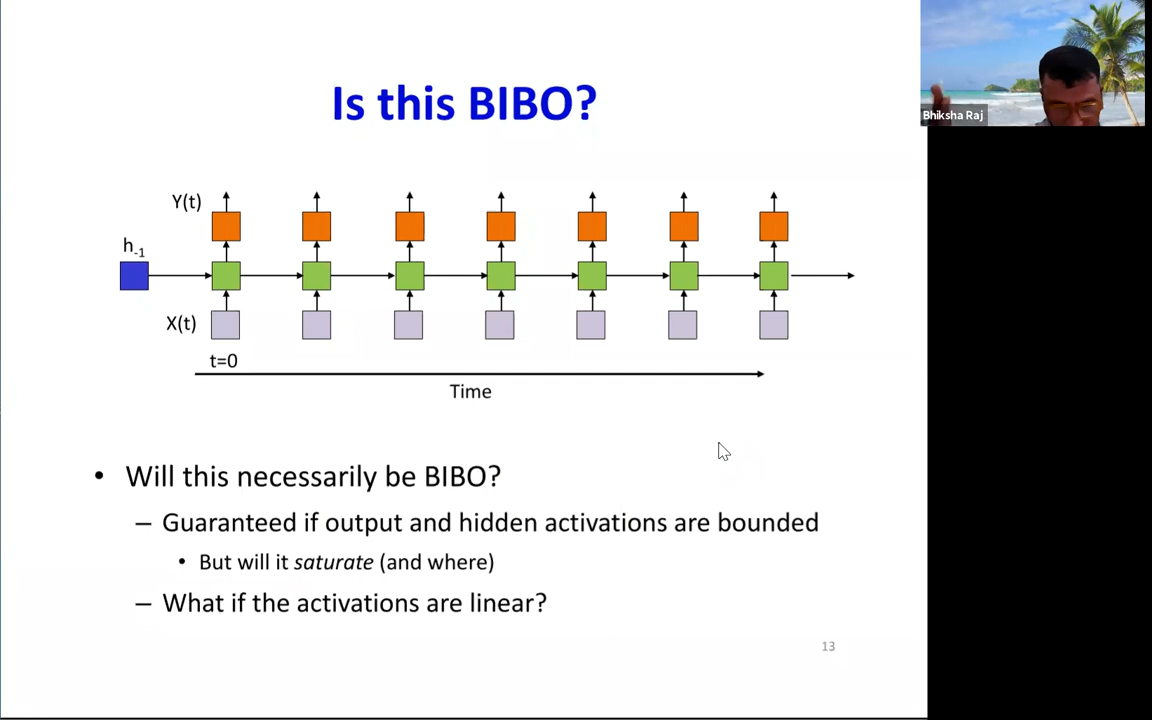 Is this BIBO?
Bhiksha Raj
Y(t)
h-1
X(t)
t=0
Time
• Will this necessarily be BIBO?
– Guaranteed if output and hidden activations are bounded
• But will it saturate (and where)
– What if the activations are linear?
13